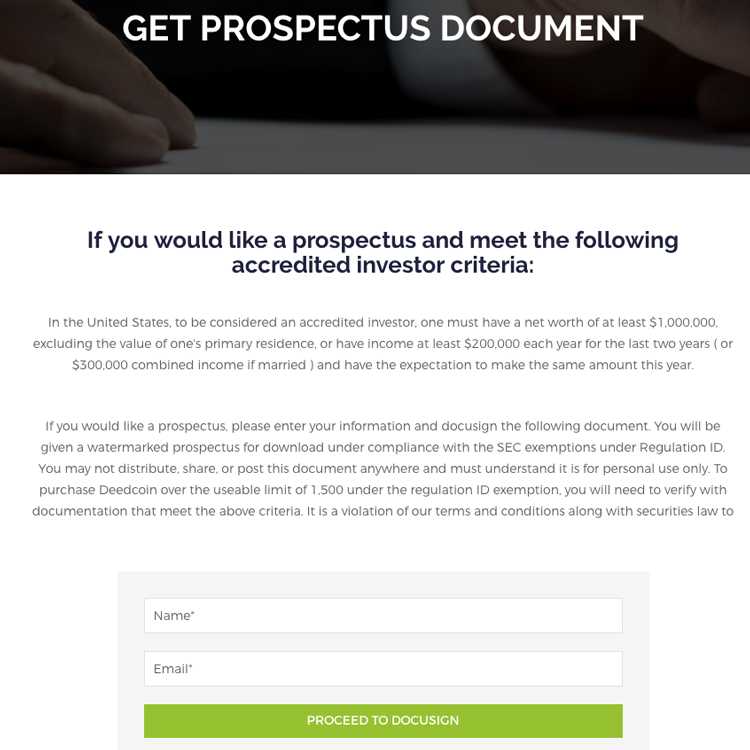 GET PROSPECTUS DOCUMENT
If you would like a prospectus and meet the following
accredited investor criteria:
In the United States, to be considered an accredited investor, one must have a net worth of at least $1,000,000,
excluding the value of one's primary residence, or have income at least $200,000 each year for the last two years ( or
$300,000 combined income if married ) and have the expectation to make the same amount this year.
If you would like a prospectus, please enter your information and docusign the following document. You will be
given a watermarked prospectus for download under compliance with the SEC exemptions under Regulation ID.
You may not distribute, share, or post this document anywhere and must understand it is for personal use only. To
purchase Deedcoin over the useable limit of 1,500 under the regulation ID exemption, you will need to verify with
documentation that meet the above criteria. It is a violation of our terms and conditions along with securities law to
Name*
Email*
PROCEED TO DOCUSIGN